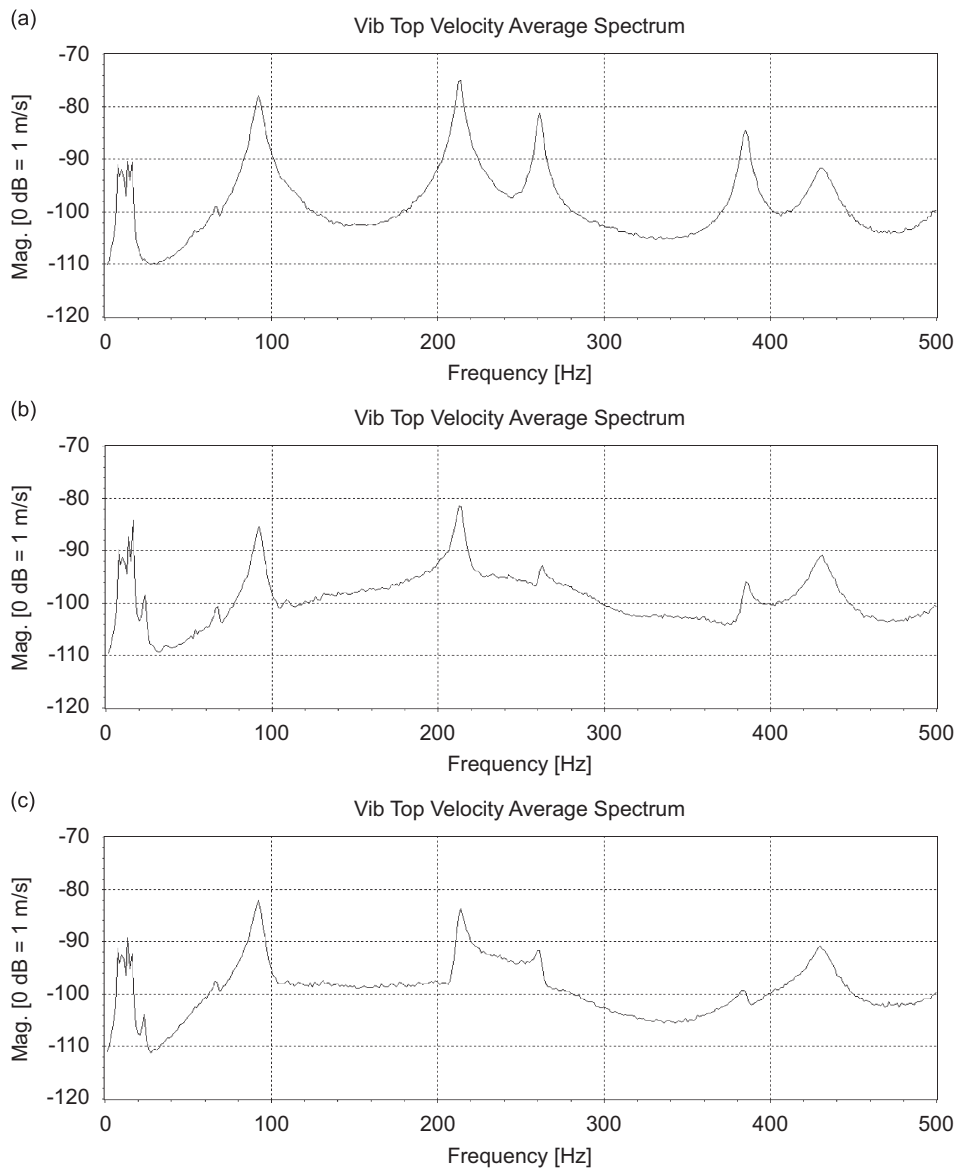 (a)
Vib Top Velocity Average Spectrum
Mag. [0 dB = 1 m/s]
-70
-80
-90
-100
-110
-120
0 100 200 300 400 500
Frequency [Hz]
(b)
Vib Top Velocity Average Spectrum
Mag. [0 dB = 1 m/s]
-70
-80
-90
-100
-110
-120
0 100 200 300 400 500
Frequency [Hz]
(c)
Vib Top Velocity Average Spectrum
Mag. [0 dB = 1 m/s]
-70
-80
-90
-100
-110
-120
0 100 200 300 400 500
Frequency [Hz]